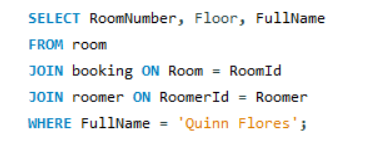 SELECT RoomNumber, Floor, FullName
FROM room
JOIN booking ON Room = RoomId
JOIN roomer ON RoomerId = Roomer
WHERE FullName = 'Quinn Flores';